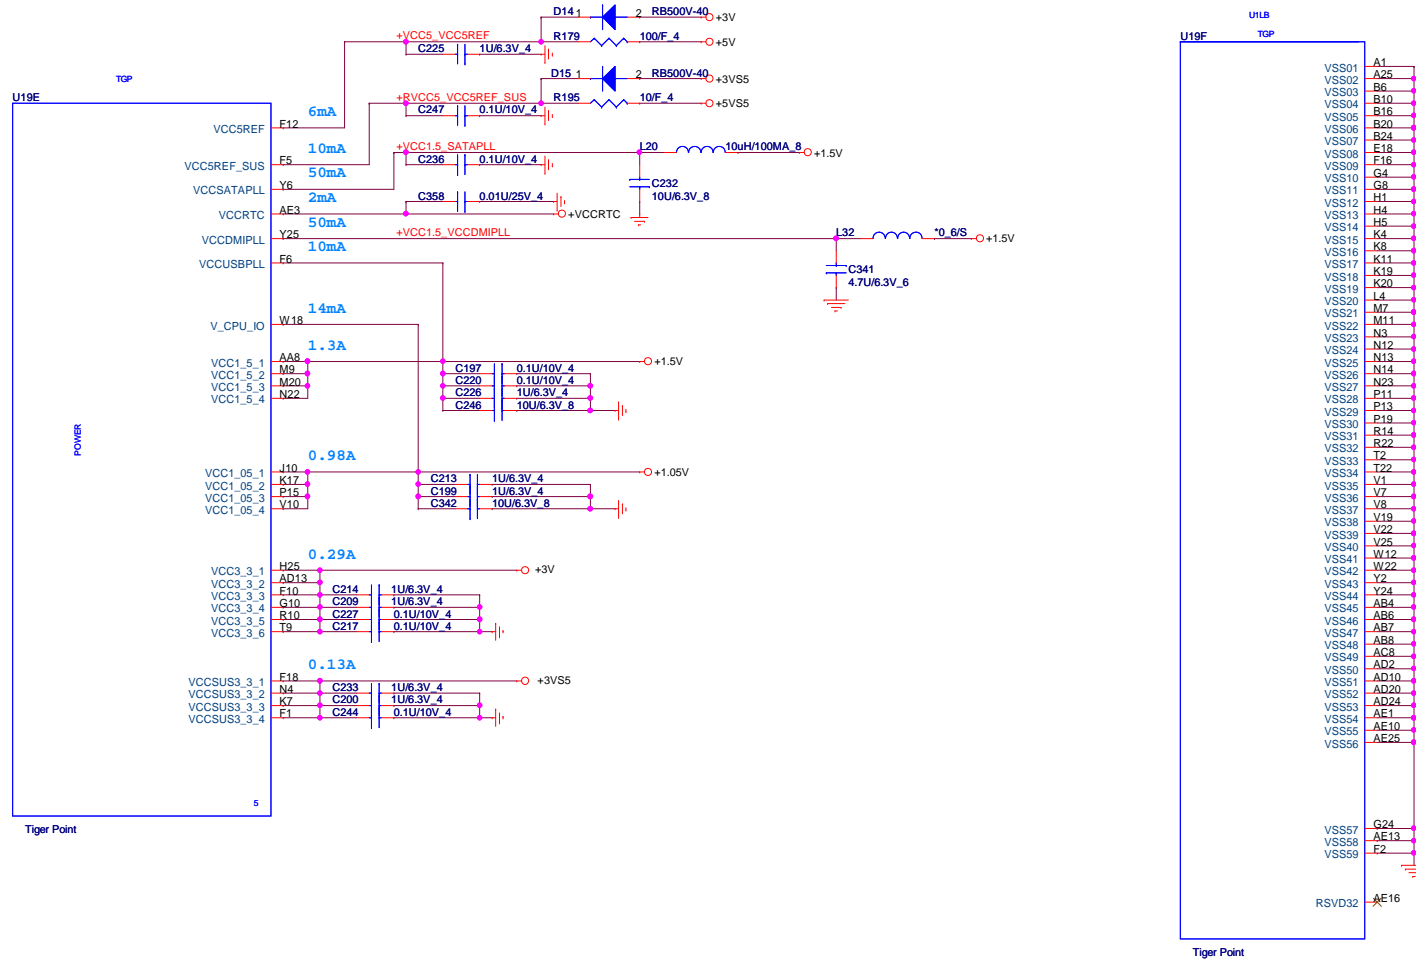 D14 1 2 RB500V-40 +3V
+VCC5_VCC5REF R179 100/F_4 +5V
C225 1U/6.3V_4
D15 1 2 RB500V-40 +3VS5
+RVCC5_VCC5REF_SUS R195 10/F_4 +5VS5
C247 0.1U/10V_4
TGP
U19E
VCC5REF F12 6mA
VCC5REF_SUS F5 10mA
VCCSATAPLL Y6 50mA
VCCRTC AE3 2mA
VCCDMIPLL Y25 50mA
VCCUSBPLL F6 10mA
+VCC1.5_SATAPLL L20 10uH/100MA_8 +1.5V
C236 0.1U/10V_4
C232
10U/6.3V_8
C358 0.01U/25V_4
+VCCRTC
+VCC1.5_VCCDMIPLL L32 *0_6/S +1.5V
C341
4.7U/6.3V_6
V_CPU_IO W18 14mA
1.3A
VCC1_5_1 AA8 +1.5V
VCC1_5_2 M9
VCC1_5_3 M20
VCC1_5_4 N22
C197 0.1U/10V_4
C220 0.1U/10V_4
C226 1U/6.3V_4
C246 10U/6.3V_8
POWER
0.98A
VCC1_05_1 J10 +1.05V
VCC1_05_2 K17
VCC1_05_3 P15
VCC1_05_4 V10
C213 1U/6.3V_4
C199 1U/6.3V_4
C342 10U/6.3V_8
0.29A
VCC3_3_1 H25 +3V
VCC3_3_2 AD13
VCC3_3_3 F10 C214 1U/6.3V_4
VCC3_3_4 G10 C209 1U/6.3V_4
VCC3_3_5 R10 C227 0.1U/10V_4
VCC3_3_6 T9 C217 0.1U/10V_4
0.13A
VCCSUS3_3_1 F18 +3VS5
VCCSUS3_3_2 N4 C233 1U/6.3V_4
VCCSUS3_3_3 K7 C200 1U/6.3V_4
VCCSUS3_3_4 F1 C244 0.1U/10V_4
5
Tiger Point
U1LB
TGP
U19F
VSS01 A1
VSS02 A25
VSS03 B6
VSS04 B10
VSS05 B16
VSS06 B20
VSS07 B24
VSS08 E18
VSS09 F16
VSS10 G4
VSS11 G8
VSS12 H1
VSS13 H4
VSS14 H5
VSS15 K4
VSS16 K8
VSS17 K11
VSS18 K19
VSS19 K20
VSS20 L4
VSS21 M7
VSS22 M11
VSS23 N3
VSS24 N12
VSS25 N13
VSS26 N14
VSS27 N23
VSS28 P11
VSS29 P13
VSS30 P19
VSS31 R14
VSS32 R22
VSS33 T2
VSS34 T22
VSS35 V1
VSS36 V7
VSS37 V8
VSS38 V19
VSS39 V22
VSS40 V25
VSS41 W12
VSS42 W22
VSS43 Y2
VSS44 Y24
VSS45 AB4
VSS46 AB6
VSS47 AB7
VSS48 AB8
VSS49 AC8
VSS50 AD2
VSS51 AD10
VSS52 AD20
VSS53 AD24
VSS54 AE1
VSS55 AE10
VSS56 AE25
VSS57 G24
VSS58 AE13
VSS59 F2
RSVD32 AE16
Tiger Point